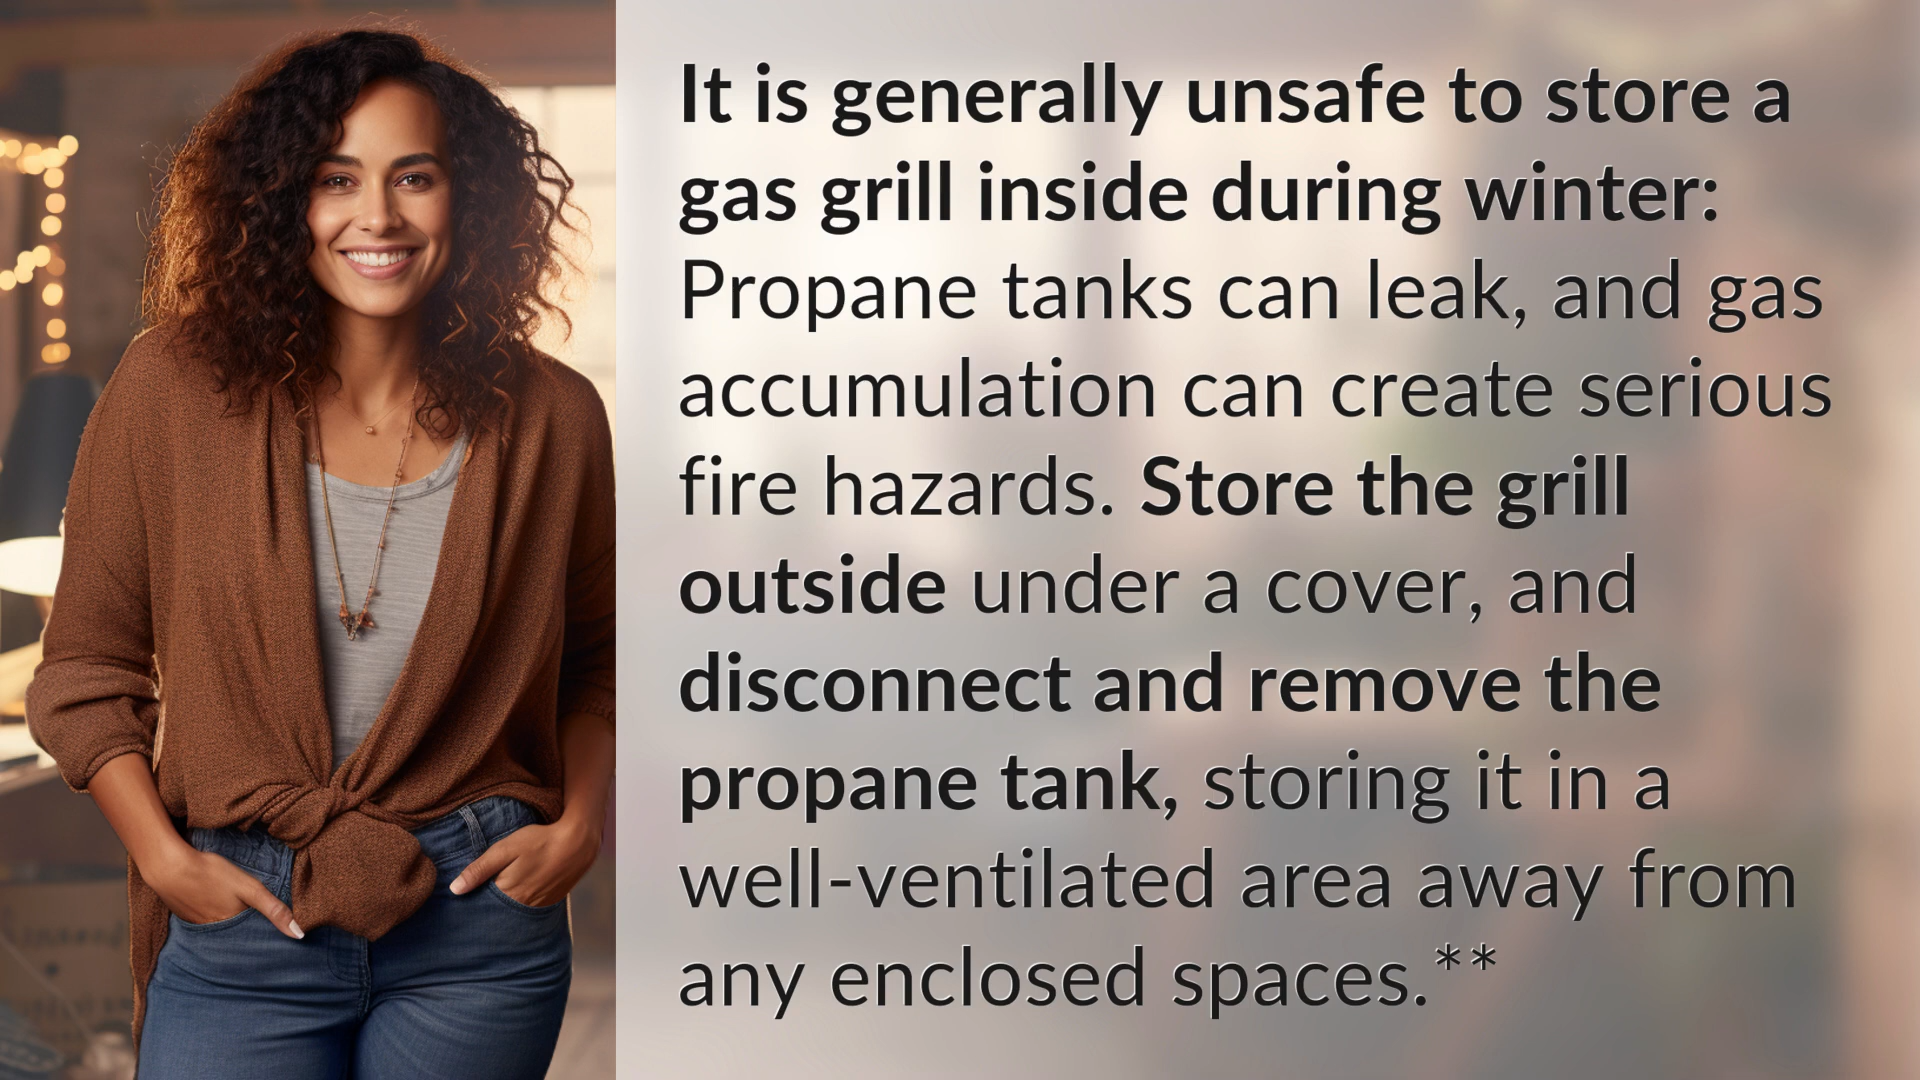 It is generally unsafe to store a
gas grill inside during winter:
Propane tanks can leak, and gas
accumulation can create serious
fire hazards. Store the grill
outside under a cover, and
disconnect and remove the
propane tank, storing it in a
well-ventilated area away from
any enclosed spaces.**